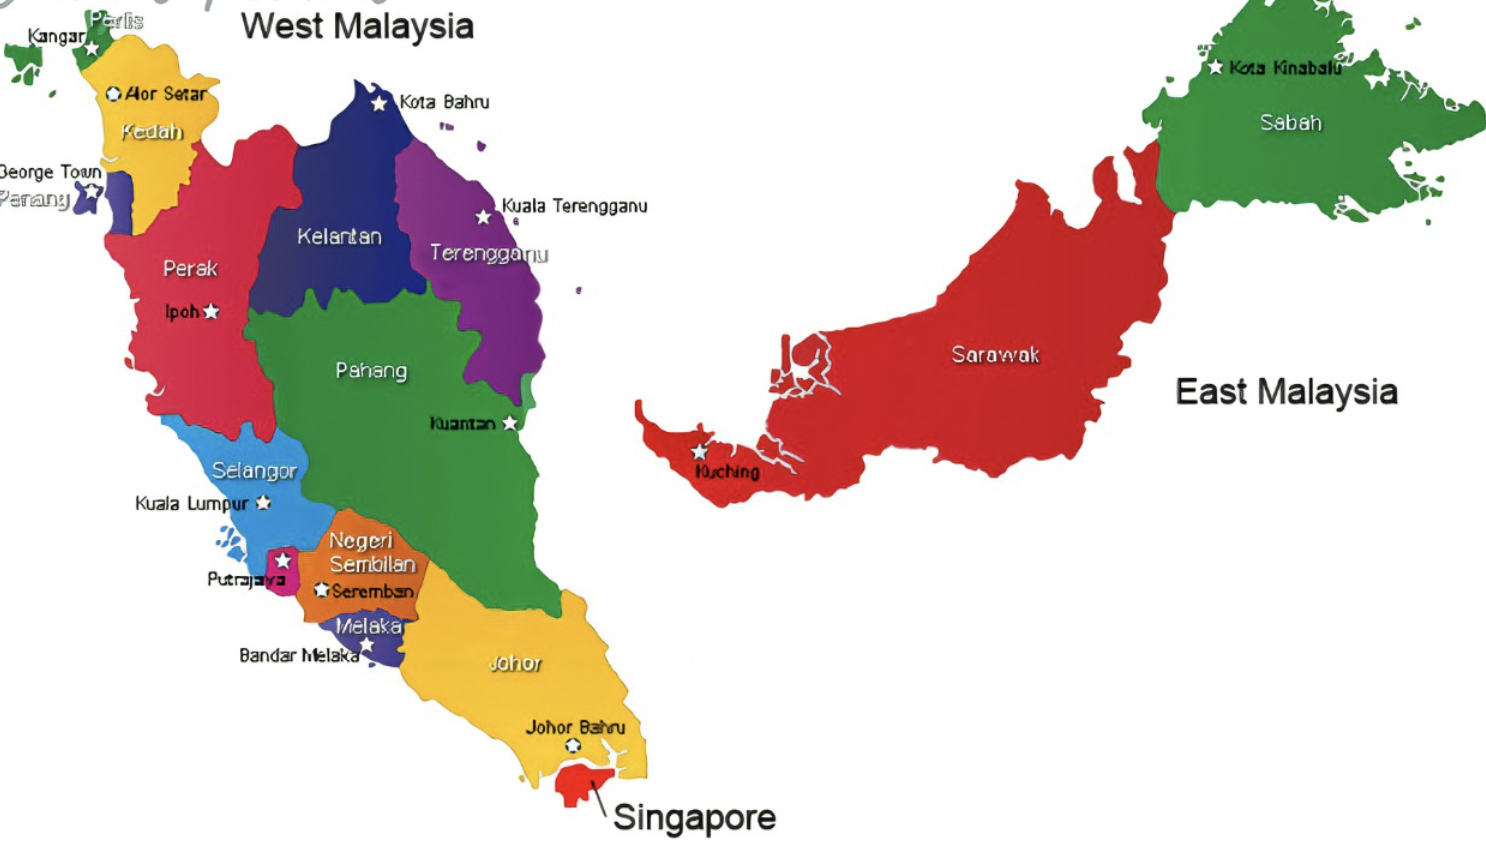 West Malaysia
Perlis
Kangar
Alor Setar
Kedah
George Town
Penang
Kota Bahru
Kuala Terengganu
Kelantan
Terengganu
Perak
Ipoh
Pahang
Kuantan
Selangor
Kuala Lumpur
Negeri
Sembilan
Putrajaya
Seremban
Melaka
Bandar Melaka
Johor
Johor Bahru
Singapore
Kota Kinabalu
Sabah
Sarawak
East Malaysia
Kuching